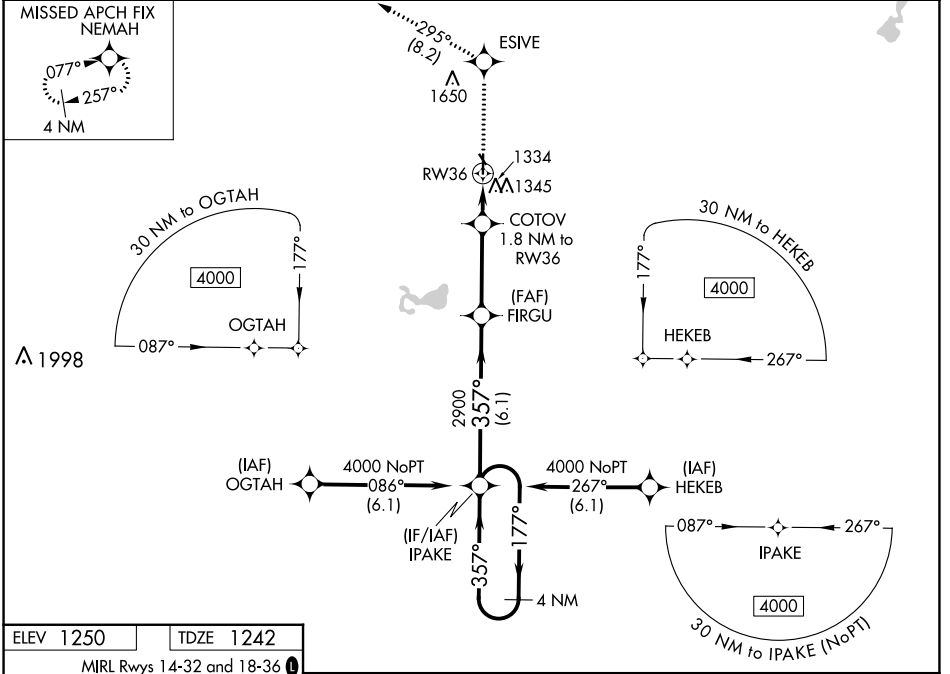 MISSED APCH FIX
NEMAH
077°
257°
4 NM
295°
(8.2)
ESIVE
1650
1334
RW36
1345
COTOV
1.8 NM to
RW36
30 NM to OGTAH
4000
177°
OGTAH
087°
1998
(FAF)
FIRGU
30 NM to HEKEB
177°
4000
HEKEB
267°
2900
357°
(6.1)
(IAF)
OGTAH
4000 NoPT
086°
(6.1)
4000 NoPT
267°
(6.1)
(IAF)
HEKEB
(IF/IAF)
IPAKE
357°
177°
4 NM
087°
267°
IPAKE
4000
30 NM to IPAKE (NoPT)
ELEV 1250
TDZE 1242
MIRL Rwys 14-32 and 18-36 L